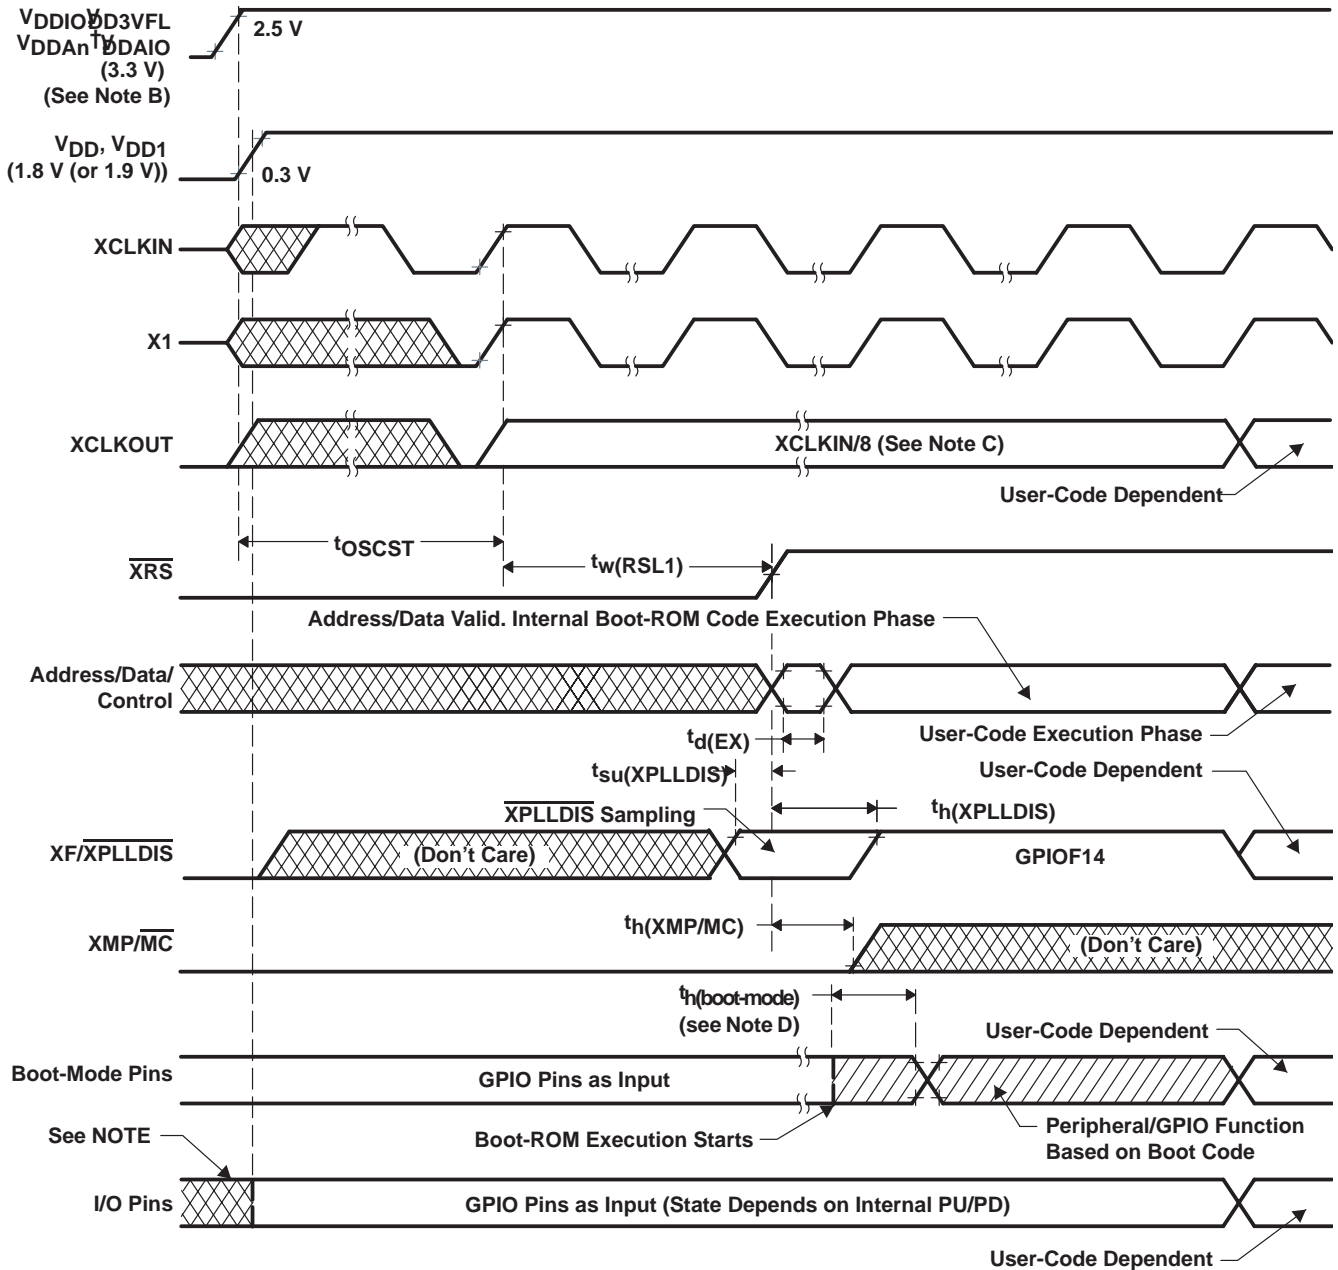 VDDIO, VDD3VFL
VDDAn†, VDDAIO
(3.3 V)
(See Note B)
2.5 V
VDD, VDD1
(1.8 V (or 1.9 V))
0.3 V
XCLKIN
X1
XCLKOUT
XCLKIN/8 (See Note C)
User-Code Dependent
tOSCST
XRS
tw(RSL1)
Address/Data Valid. Internal Boot-ROM Code Execution Phase
Address/Data/
Control
td(EX)
User-Code Execution Phase
tsu(XPLLDIS)
User-Code Dependent
XPLLDIS Sampling
th(XPLLDIS)
XF/XPLLDIS
(Don't Care)
GPIOF14
th(XMP/MC)
XMP/MC
(Don't Care)
th(boot-mode)
(see Note D)
User-Code Dependent
Boot-Mode Pins
GPIO Pins as Input
See NOTE
Boot-ROM Execution Starts
Peripheral/GPIO Function
Based on Boot Code
I/O Pins
GPIO Pins as Input (State Depends on Internal PU/PD)
User-Code Dependent